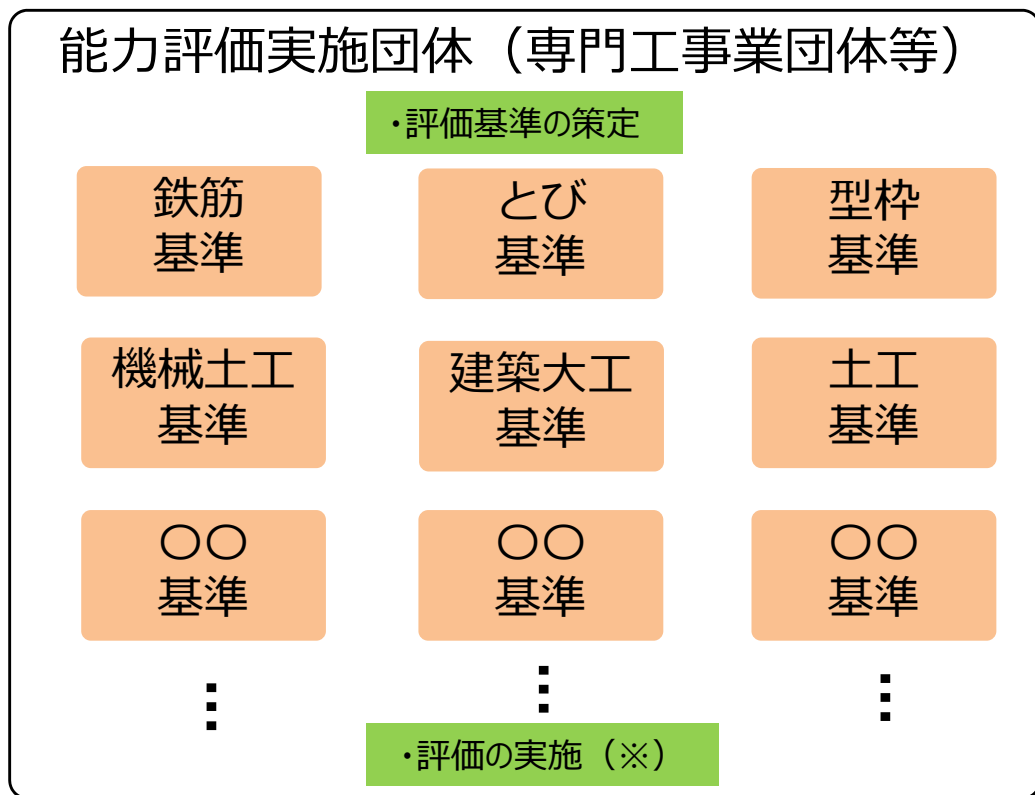 能力評価実施団体（専門工事業団体等）
・評価基準の策定
鉄筋
基準
とび
基準
型枠
基準
機械土工
基準
建築大工
基準
土工
基準
〇〇
基準
〇〇
基準
〇〇
基準
・評価の実施（※）